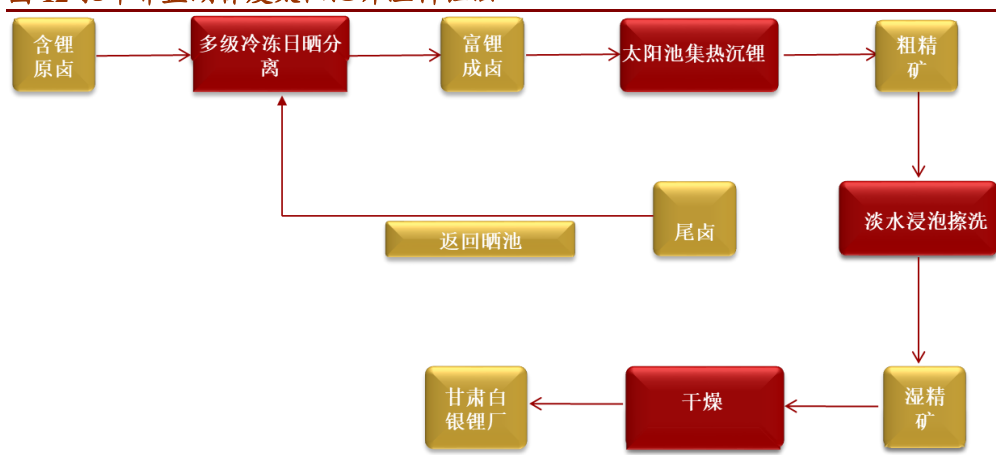 含锂
原卤
多级冷冻日晒分
离
富锂
成卤
太阳池集热沉锂
粗精
矿
淡水浸泡擦洗
尾卤
返回晒池
甘肃白
银锂厂
干燥
湿精
矿